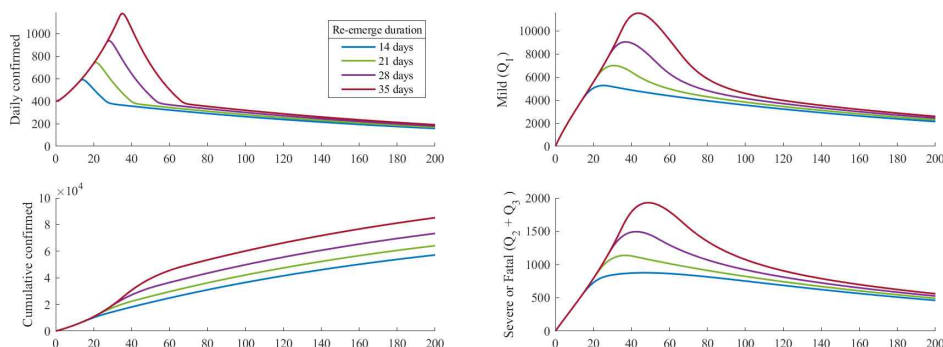 Daily confirmed
1000
800
600
400
200
0
0 20 40 60 80 100 120 140 160 180 200
Re-emerge duration
14 days
21 days
28 days
35 days
Mild (Q1)
10000
8000
6000
4000
2000
0
0 20 40 60 80 100 120 140 160 180 200
Cumulative confirmed
×10^4
10
8
6
4
2
0
0 20 40 60 80 100 120 140 160 180 200
Severe or Fatal (Q2 + Q3)
2000
1500
1000
500
0
0 20 40 60 80 100 120 140 160 180 200